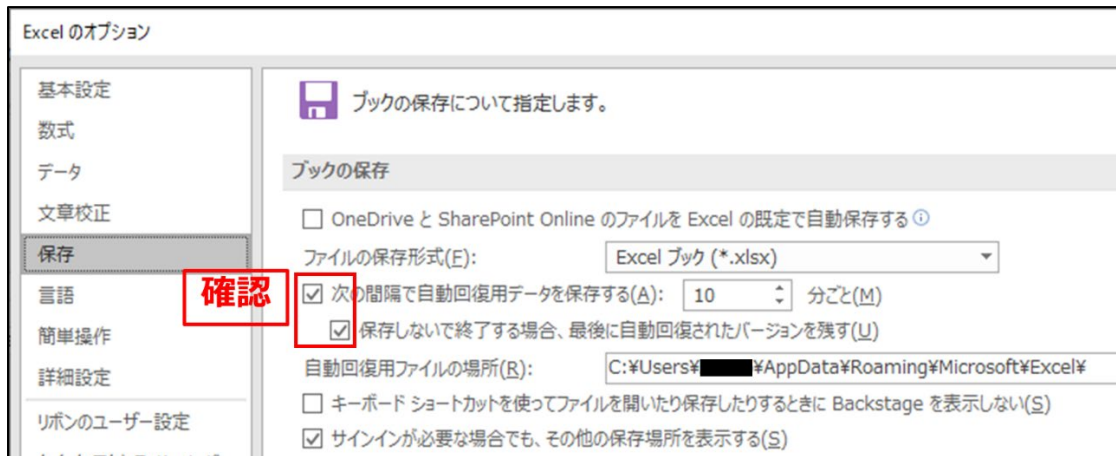 Excel のオプション
基本設定
数式
データ
文章校正
保存
言語
簡単操作
詳細設定
リボンのユーザー設定
ブックの保存について指定します。
ブックの保存
OneDrive と SharePoint Online のファイルを Excel の既定で自動保存する
ファイルの保存形式(F): Excel ブック (*.xlsx)
確認
次の間隔で自動回復用データを保存する(A): 10 分ごと(M)
保存しないで終了する場合、最後に自動回復されたバージョンを残す(U)
自動回復用ファイルの場所(R): C:¥Users¥ ¥AppData¥Roaming¥Microsoft¥Excel¥
キーボード ショートカットを使ってファイルを開いたり保存したりするときに Backstage を表示しない(S)
サインインが必要な場合でも、その他の保存場所を表示する(S)